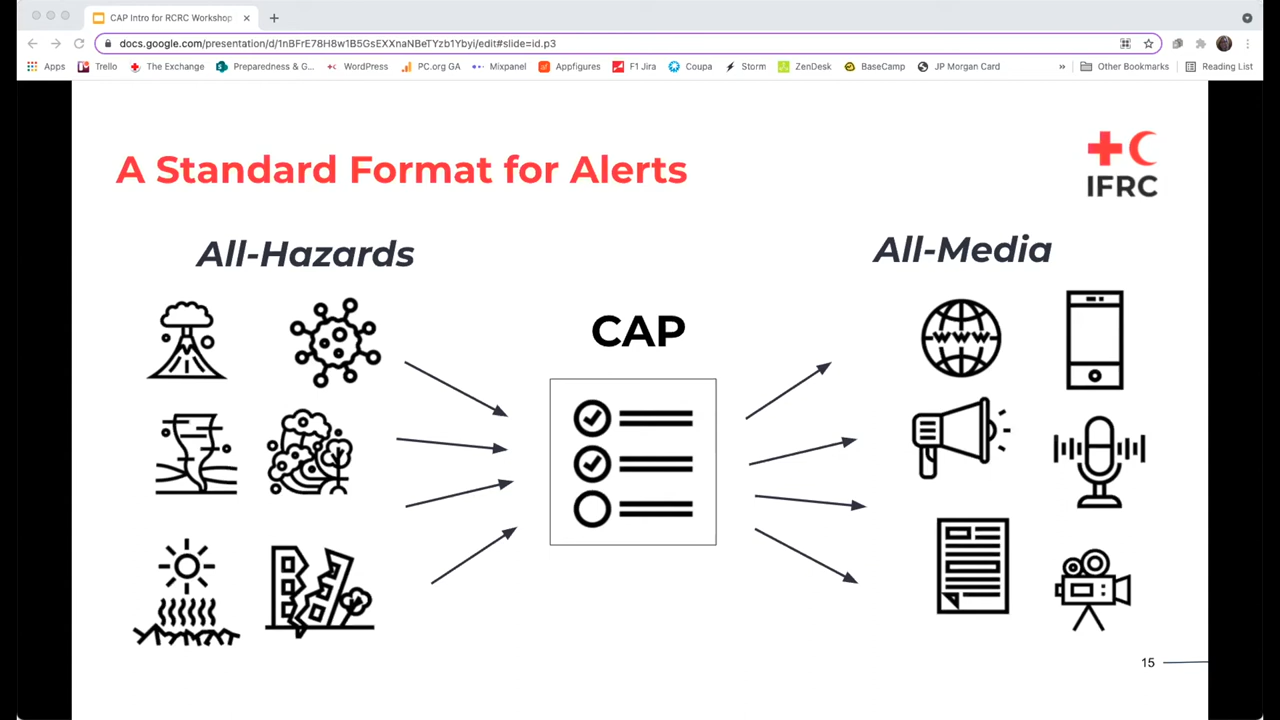 CAP Intro for RCRC Workshop
docs.google.com/presentation/d/1nBFrE78H8w1B5GsEXXnaNBeTYzb1Ybyi/edit#slide=id.p3
Apps Trello The Exchange Preparedness & G... WordPress PC.org GA Mixpanel Appfigures F1 Jira Coupa Storm ZenDesk BaseCamp JP Morgan Card » Other Bookmarks Reading List
A Standard Format for Alerts
IFRC
All-Hazards
All-Media
CAP
WWW
15